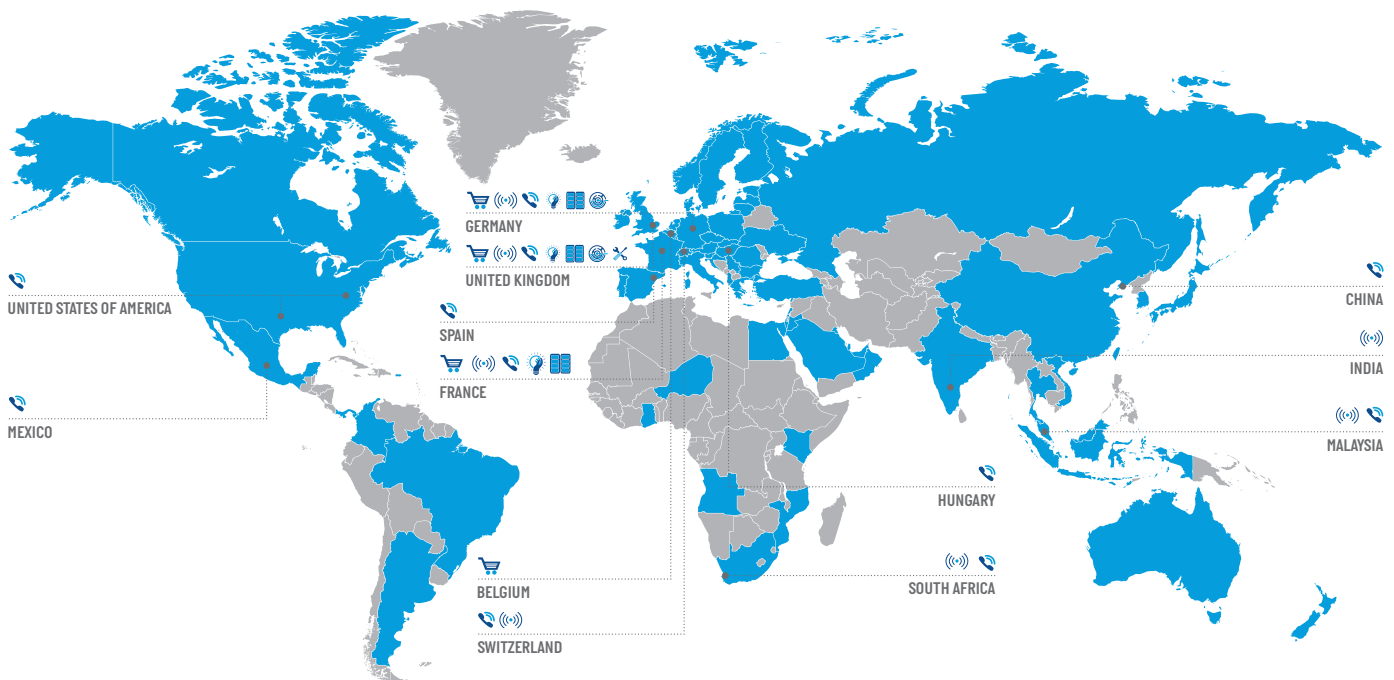 GERMANY
UNITED KINGDOM
UNITED STATES OF AMERICA
CHINA
SPAIN
INDIA
FRANCE
MEXICO
MALAYSIA
HUNGARY
BELGIUM
SOUTH AFRICA
SWITZERLAND